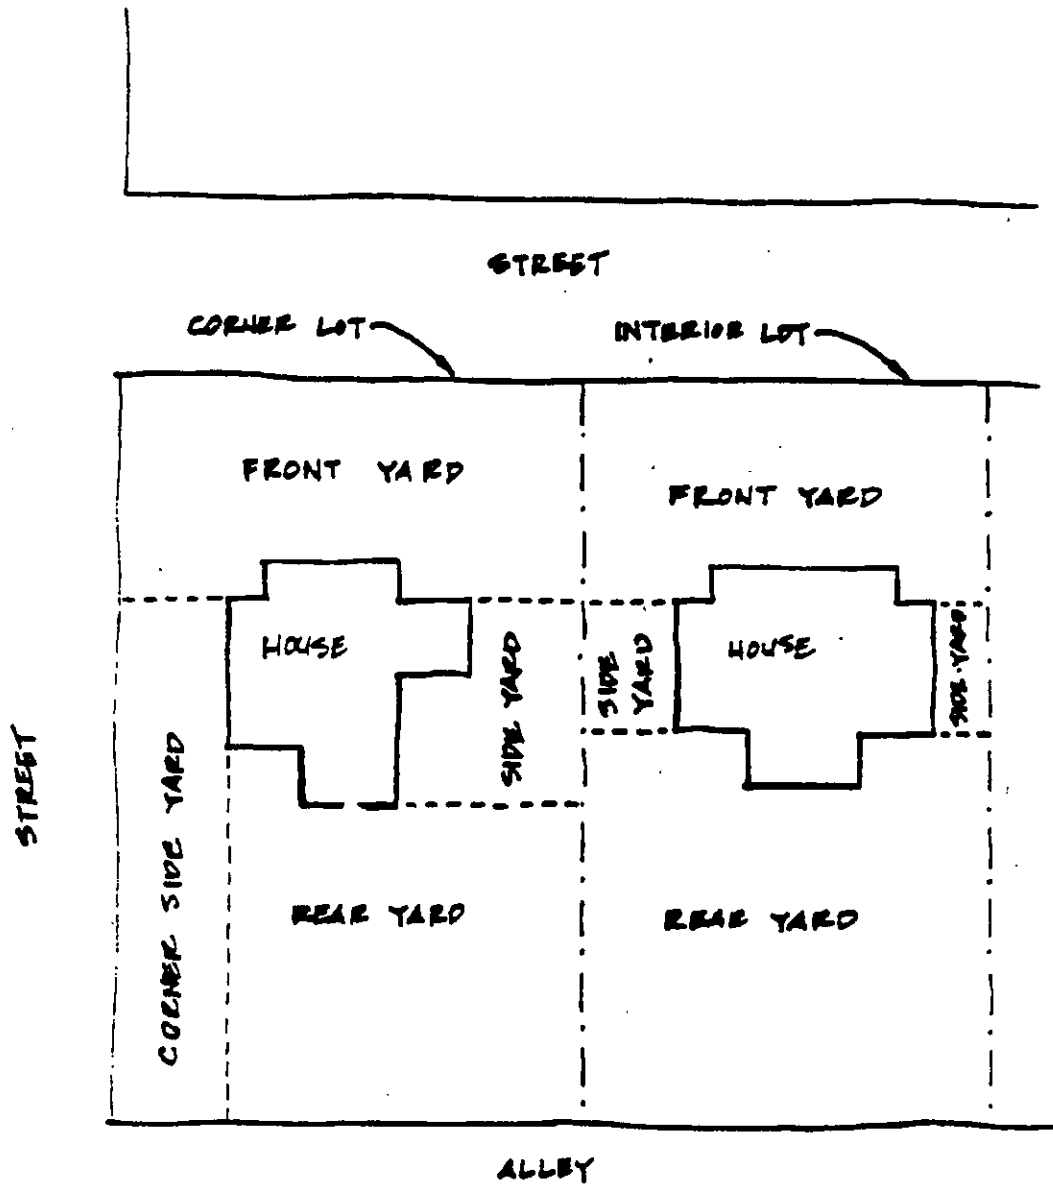 STREET
CORNER LOT
INTERIOR LOT
FRONT YARD
FRONT YARD
HOUSE
SIDE YARD
SIDE
YARD
HOUSE
SIDE-YARD
STREET
CORNER SIDE YARD
REAR YARD
REAR YARD
ALLEY